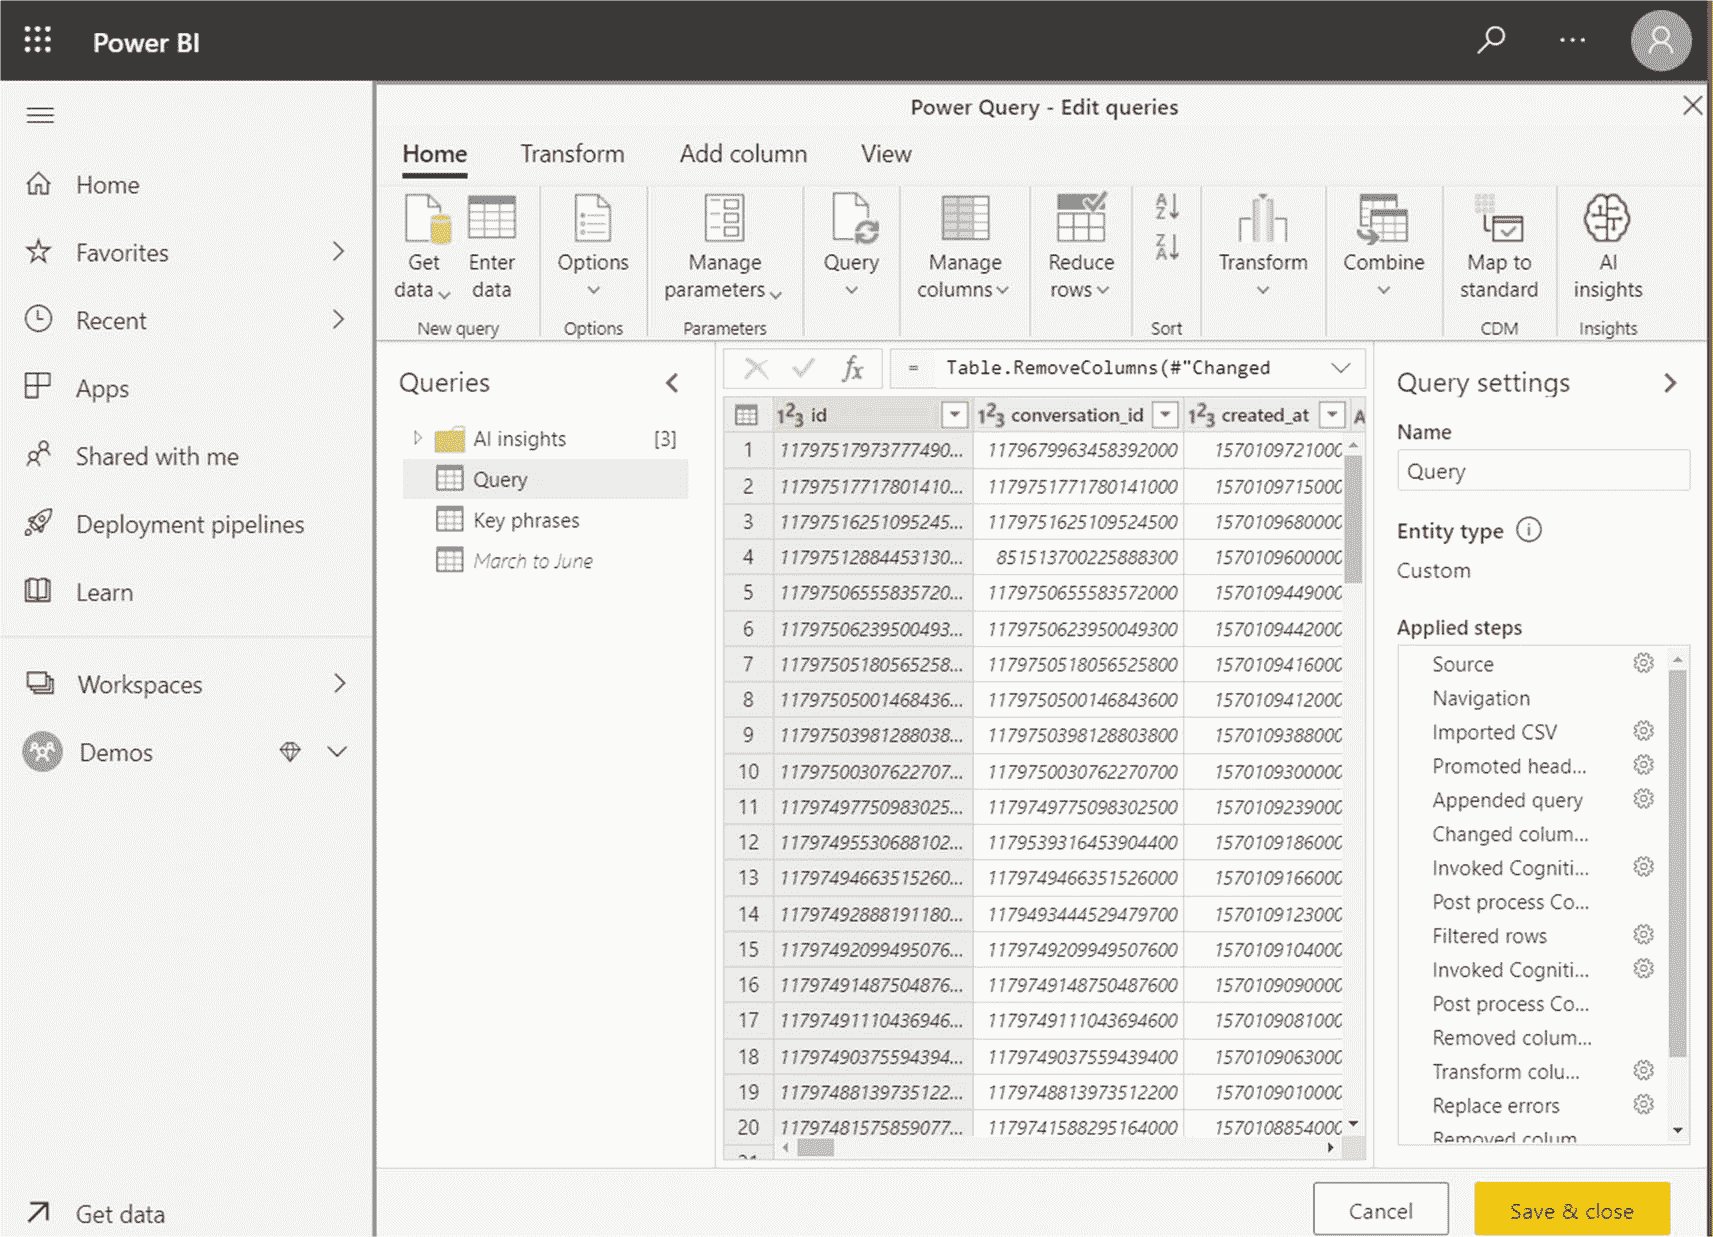 Power BI
Home
Favorites
Recent
Apps
Shared with me
Deployment pipelines
Learn
Workspaces
Demos
Get data
Power Query - Edit queries
Home Transform Add column View
Get data
Enter data
New query
Options
Options
Manage parameters
Parameters
Query
Manage columns
Reduce rows
Sort
Transform
Combine
Map to standard
CDM
AI insights
Insights
Queries
AI insights [3]
Query
Key phrases
March to June
fx = Table.RemoveColumns(#"Changed
123 id 123 conversation_id 123 created_at A
1 11797517973777490... 1179679963458392000 1570109721000
2 11797517717801410... 1179751771780141000 1570109715000
3 11797516251095245... 1179751625109524500 1570109680000
4 11797512884453130... 851513700225888300 1570109600000
5 11797506555835720... 1179750655583572000 1570109449000
6 11797506239500493... 1179750623950049300 1570109442000
7 11797505180565258... 1179750518056525800 1570109416000
8 11797505001468436... 1179750500146843600 1570109412000
9 11797503981288038... 1179750398128803800 1570109388000
10 11797500307622707... 1179750030762270700 1570109300000
11 11797497750983025... 1179749775098302500 1570109239000
12 11797495530688102... 1179539316453904400 1570109186000
13 11797494663515260... 1179749466351526000 1570109166000
14 11797492888191180... 1179493444529479700 1570109123000
15 11797492099495076... 1179749209949507600 1570109104000
16 11797491487504876... 1179749148750487600 1570109090000
17 11797491110436946... 1179749111043694600 1570109081000
18 11797490375594394... 1179749037559439400 1570109063000
19 11797488139735122... 1179748813973512200 1570109010000
20 11797481575859077... 1179741588295164000 1570108854000
Query settings
Name
Query
Entity type
Custom
Applied steps
Source
Navigation
Imported CSV
Promoted head...
Appended query
Changed colum...
Invoked Cogniti...
Post process Co...
Filtered rows
Invoked Cogniti...
Post process Co...
Removed colum...
Transform colu...
Replace errors
Removed colum
Cancel
Save & close